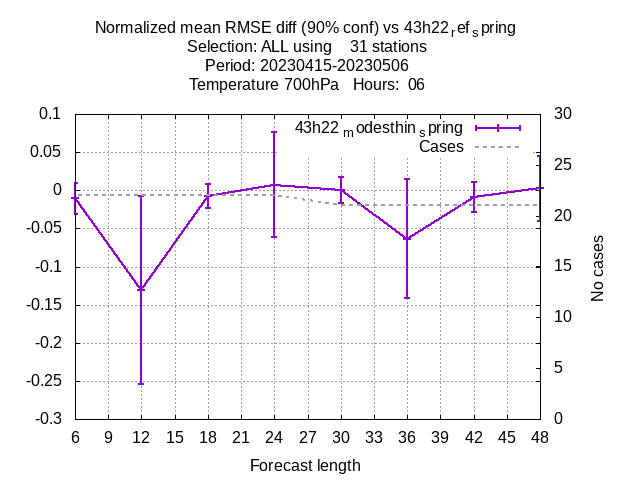 Normalized mean RMSE diff (90% conf) vs 43h22ᵣefₛpring
Selection: ALL using 31 stations
Period: 20230415-20230506
Temperature 700hPa Hours: 06
43h22ₘodesthinₛpring
Cases
0.1
0.05
0
-0.05
-0.1
-0.15
-0.2
-0.25
-0.3
30
25
20
15
10
5
0
No cases
6 9 12 15 18 21 24 27 30 33 36 39 42 45 48
Forecast length